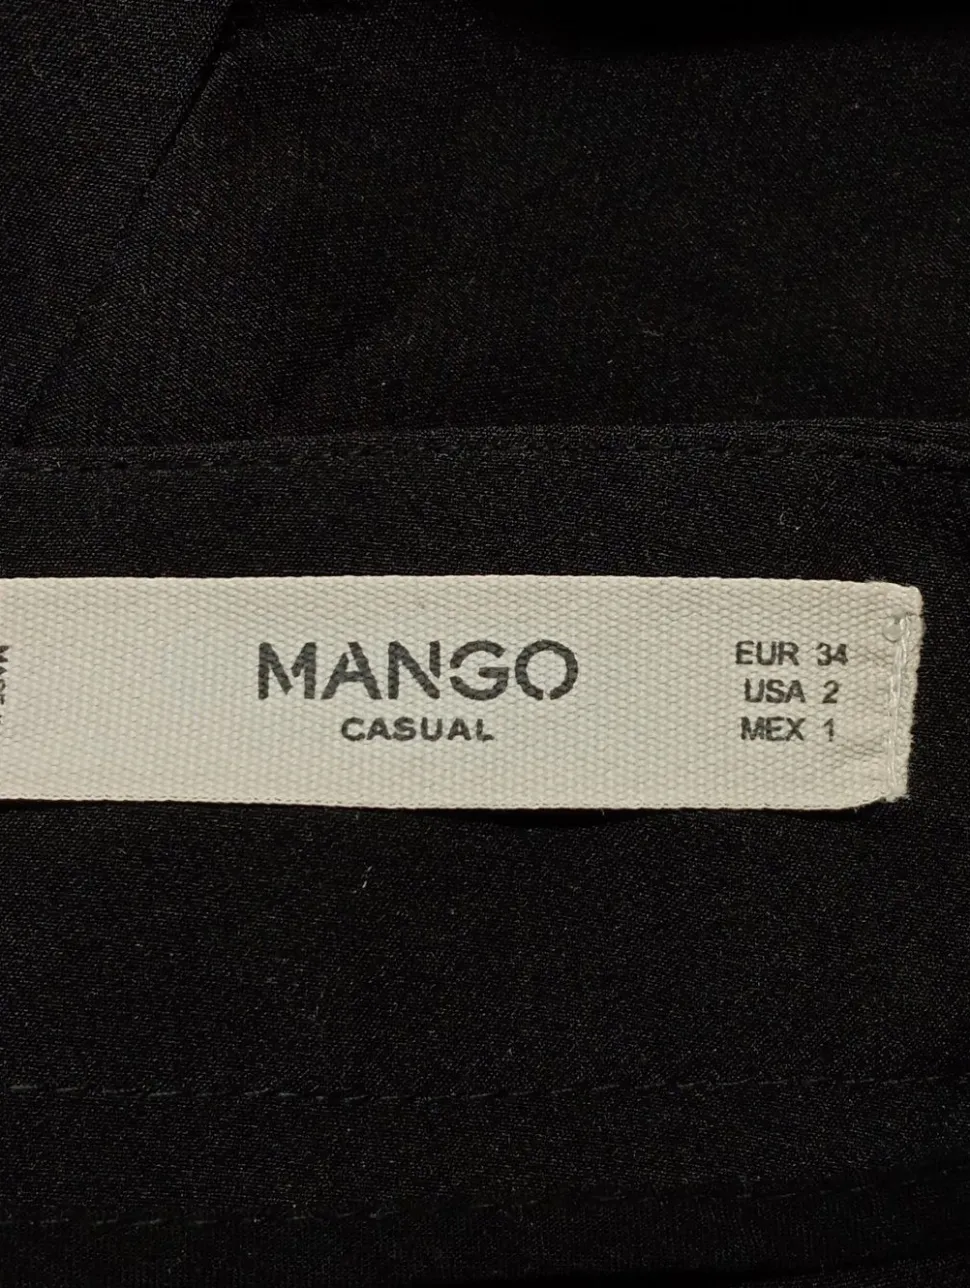 MANGO
CASUAL
EUR 34
USA 2
MEX 1